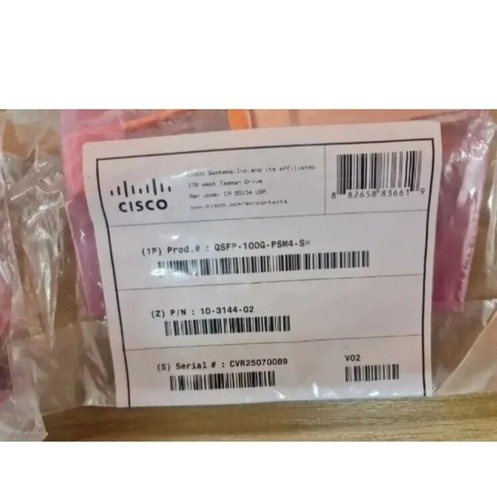 CISCO
Cisco Systems,Inc.and its affiliates
170 west Tasman Drive
San Jose, CA 95134 USA
www.cisco.com/go/contacts
8 82658 83661 9
(1P) Prod.# : QSFP-100G-PSM4-S=
(Z) P/N : 10-3144-02
(S) Serial # : CVR250700B9
V02